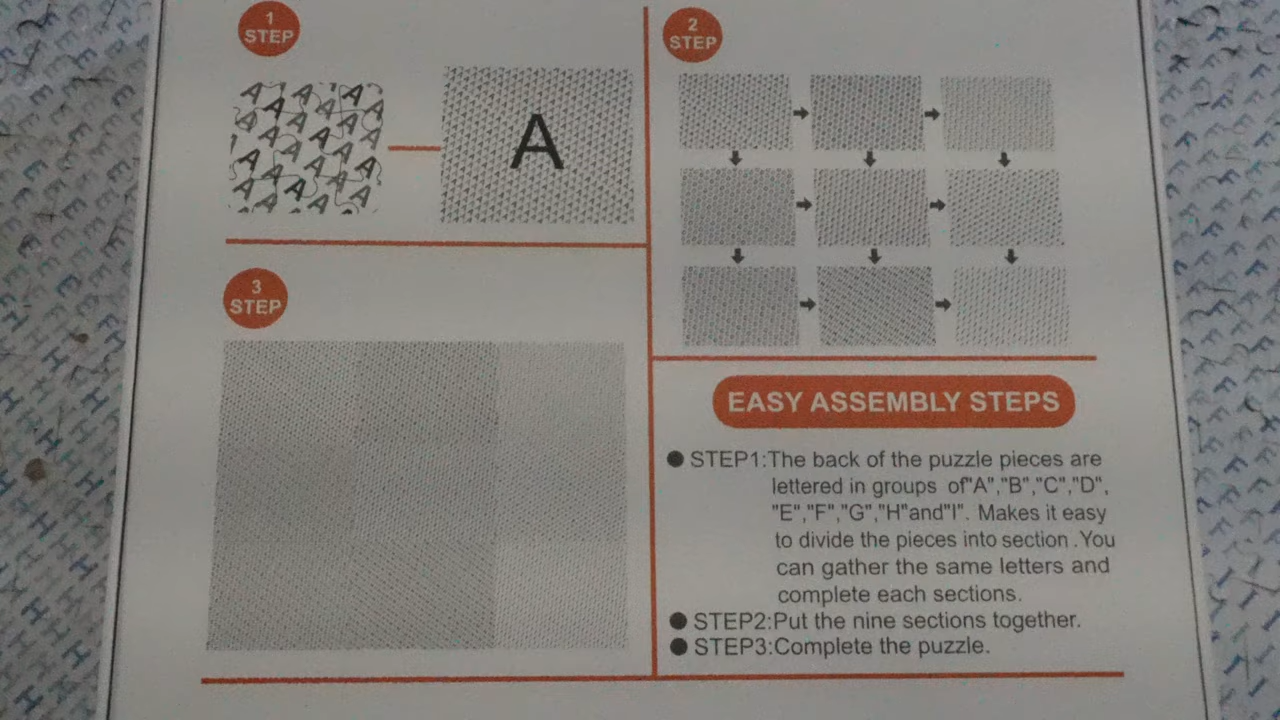 1
STEP
A
2
STEP
3
STEP
EASY ASSEMBLY STEPS
● STEP1:The back of the puzzle pieces are
lettered in groups of"A","B","C","D",
"E","F","G","H"and"I". Makes it easy
to divide the pieces into section .You
can gather the same letters and
complete each sections.
● STEP2:Put the nine sections together.
● STEP3:Complete the puzzle.